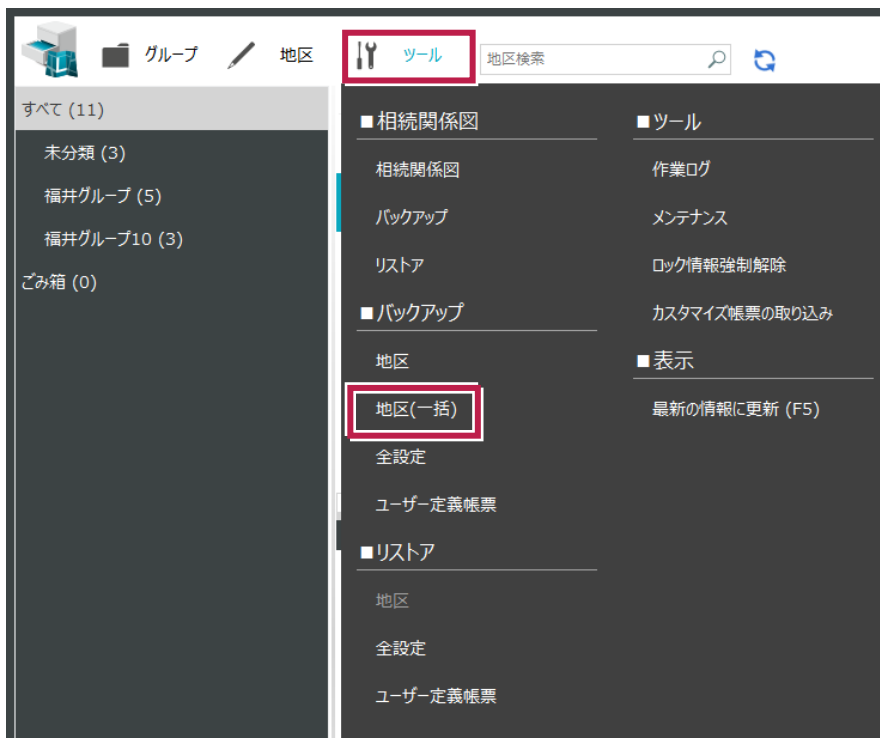 グループ
地区
ツール
地区検索
すべて (11)
未分類 (3)
福井グループ (5)
福井グループ10 (3)
ごみ箱 (0)
■相続関係図
相続関係図
バックアップ
リストア
■バックアップ
地区
地区(一括)
全設定
ユーザー定義帳票
■リストア
地区
全設定
ユーザー定義帳票
■ツール
作業ログ
メンテナンス
ロック情報強制解除
カスタマイズ帳票の取り込み
■表示
最新の情報に更新 (F5)